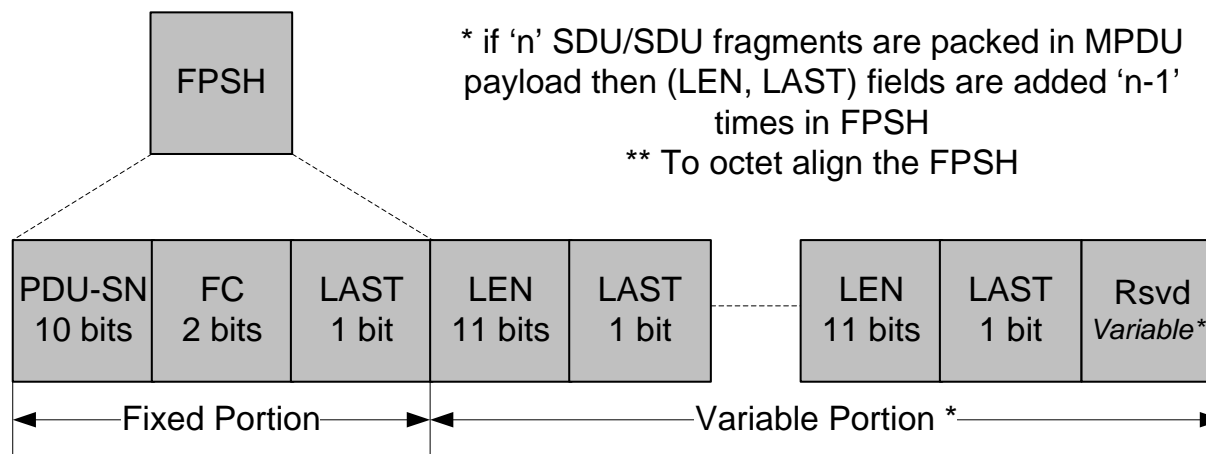 FPSH
* if ‘n’ SDU/SDU fragments are packed in MPDU
payload then (LEN, LAST) fields are added ‘n-1’
times in FPSH
** To octet align the FPSH
PDU-SN FC LAST LEN LAST LEN LAST Rsvd
10 bits 2 bits 1 bit 11 bits 1 bit 11 bits 1 bit Variable*
Fixed Portion Variable Portion *